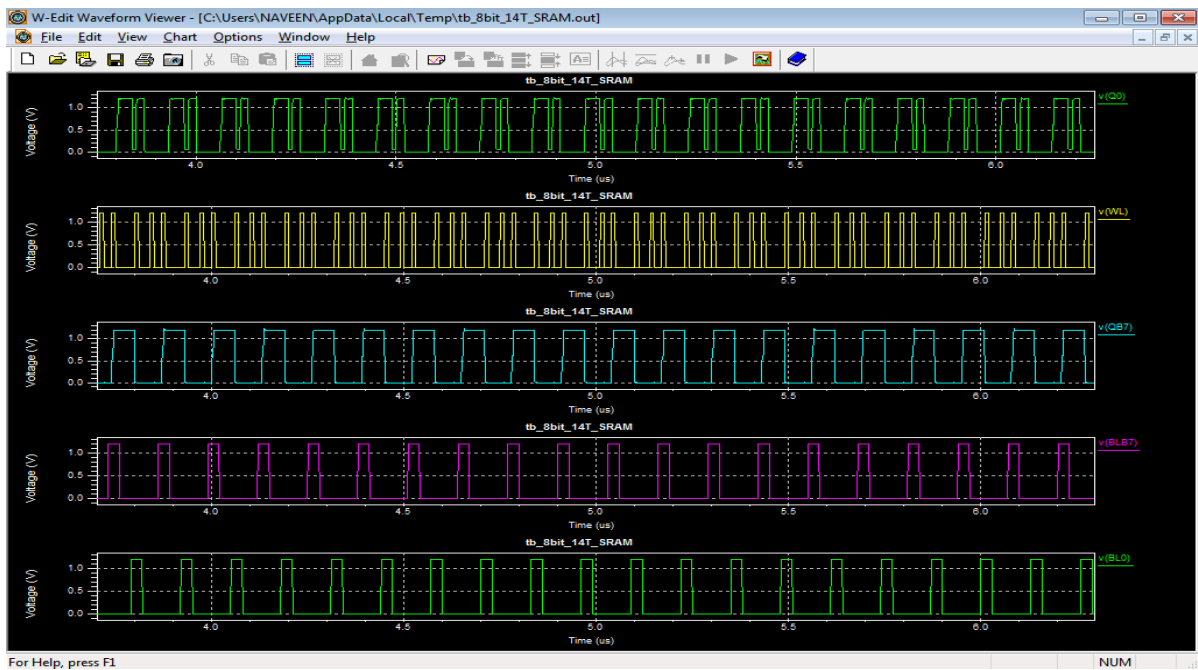 W-Edit Waveform Viewer - [C:\Users\NAVEEN\AppData\Local\Temp\tb_8bit_14T_SRAM.out]
File Edit View Chart Options Window Help
tb_8bit_14T_SRAM
v(Q0)
Voltage (V)
1.0
0.5
0.0
4.0 4.5 5.0 5.5 6.0
Time (us)
tb_8bit_14T_SRAM
v(WL)
Voltage (V)
1.0
0.5
0.0
4.0 4.5 5.0 5.5 6.0
Time (us)
tb_8bit_14T_SRAM
v(QB7)
Voltage (V)
1.0
0.5
0.0
4.0 4.5 5.0 5.5 6.0
Time (us)
tb_8bit_14T_SRAM
v(BLB7)
Voltage (V)
1.0
0.5
0.0
4.0 4.5 5.0 5.5 6.0
Time (us)
tb_8bit_14T_SRAM
v(BL0)
Voltage (V)
1.0
0.5
0.0
4.0 4.5 5.0 5.5 6.0
Time (us)
For Help, press F1 NUM